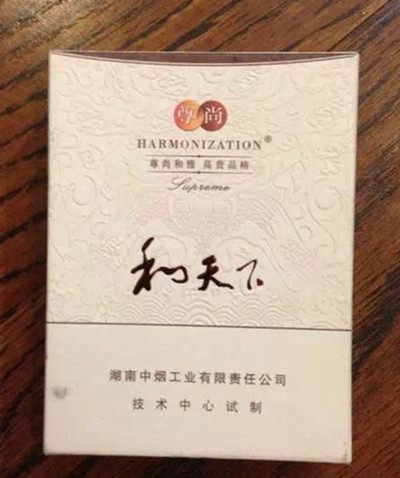 尊尚
HARMONIZATION®
尊尚和雅 高贵品格
Supreme
和天下
湖南中烟工业有限责任公司
技术中心试制